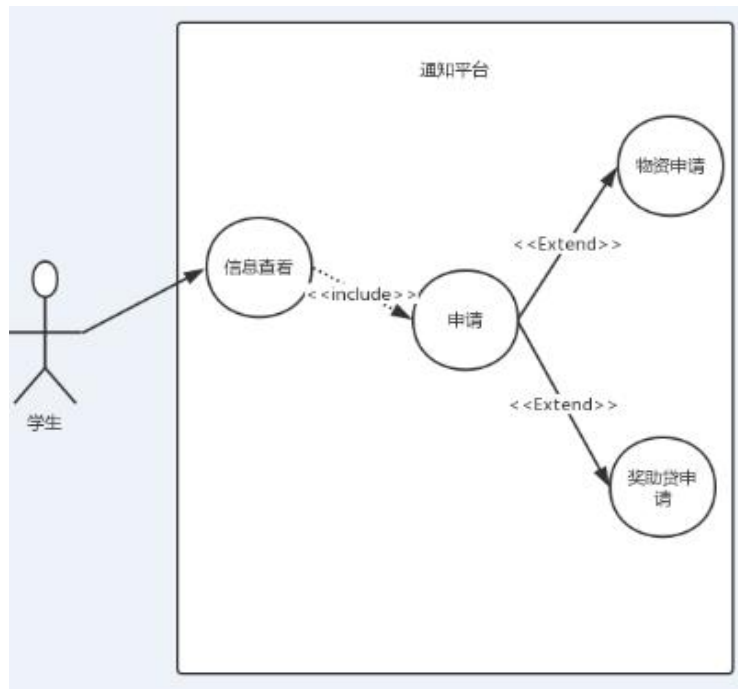 通知平台
物资申请
<<Extend>>
信息查看
<<include>>
申请
学生
<<Extend>>
奖助贷申
请